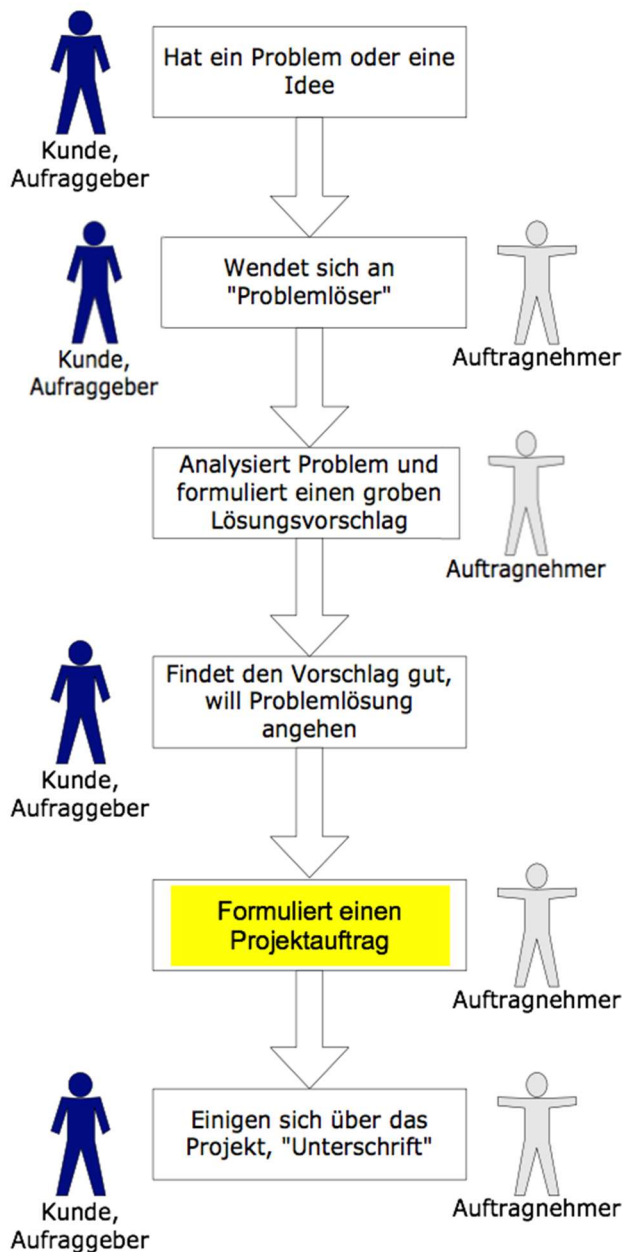 Hat ein Problem oder eine
Idee
Kunde,
Aufraggeber
Wendet sich an
"Problemlöser"
Kunde,
Aufraggeber
Auftragnehmer
Analysiert Problem und
formuliert einen groben
Lösungsvorschlag
Auftragnehmer
Findet den Vorschlag gut,
will Problemlösung
angehen
Kunde,
Aufraggeber
Formuliert einen
Projektauftrag
Auftragnehmer
Einigen sich über das
Projekt, "Unterschrift"
Kunde,
Aufraggeber
Auftragnehmer